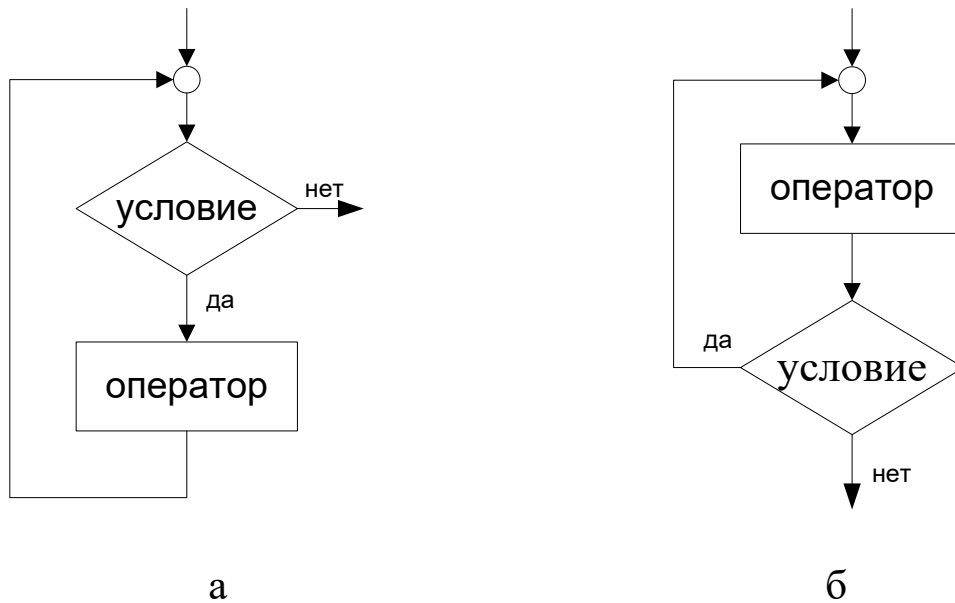 условие
нет
да
оператор
а
оператор
да
условие
нет
б